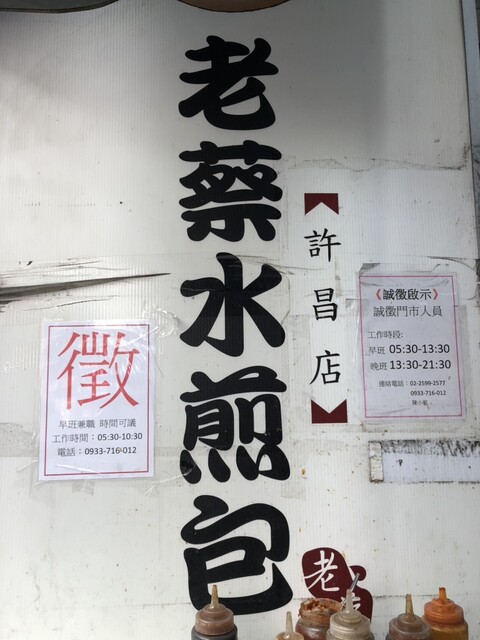 老蔡水煎包
許昌店
徵
早班兼職 時間可議
工作時間：05:30-10:30
電話：0933-716-012
《誠徵啟示》
誠徵門市人員
工作時段:
早班 05:30-13:30
晚班 13:30-21:30
連絡電話：02-2599-2577
0933-716-012
老